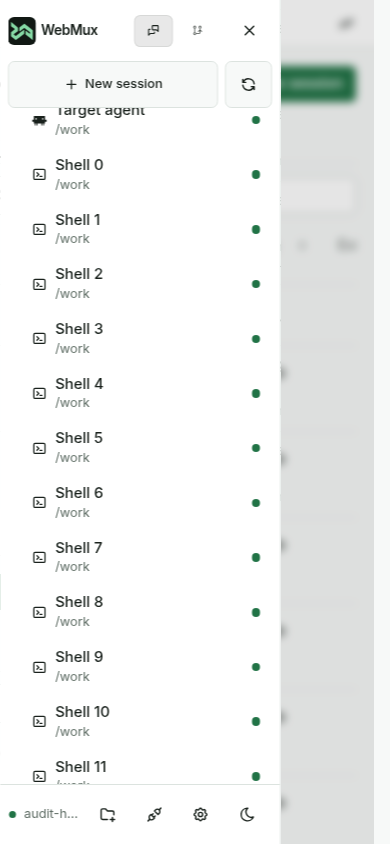 WebMux
+ New session
Target agent
/work
Shell 0
/work
Shell 1
/work
Shell 2
/work
Shell 3
/work
Shell 4
/work
Shell 5
/work
Shell 6
/work
Shell 7
/work
Shell 8
/work
Shell 9
/work
Shell 10
/work
Shell 11
audit-h...